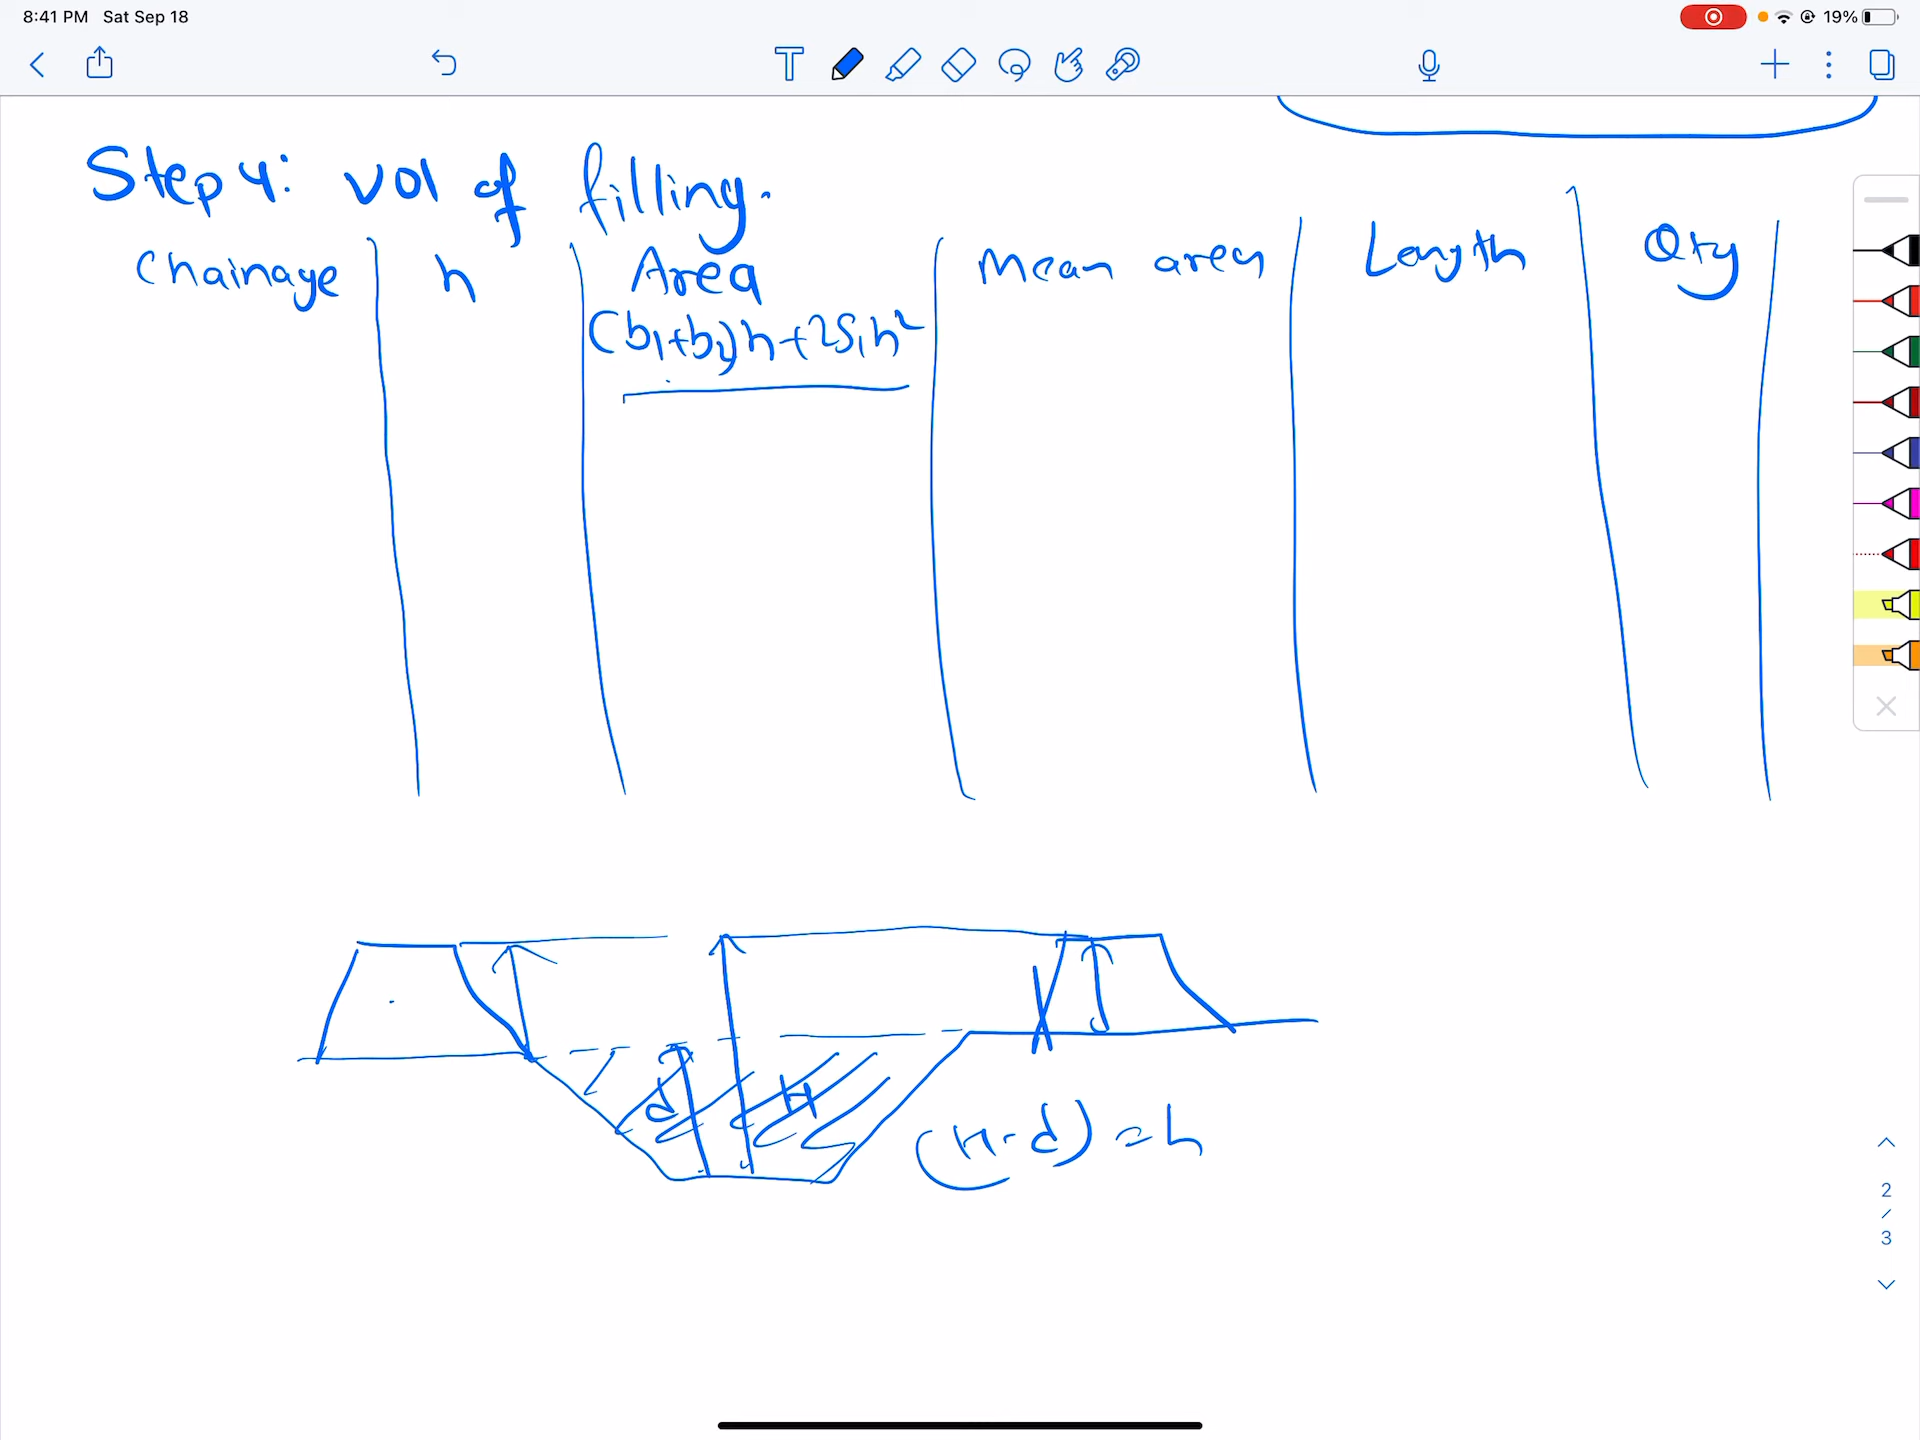 8:41 PM Sat Sep 18
19%
T
Step 4: vol of filling.
Chainage h Area Mean area Length Qty
(b₁+b₂)h+2S₁h²
d H
(H-d) = h
2
/
3